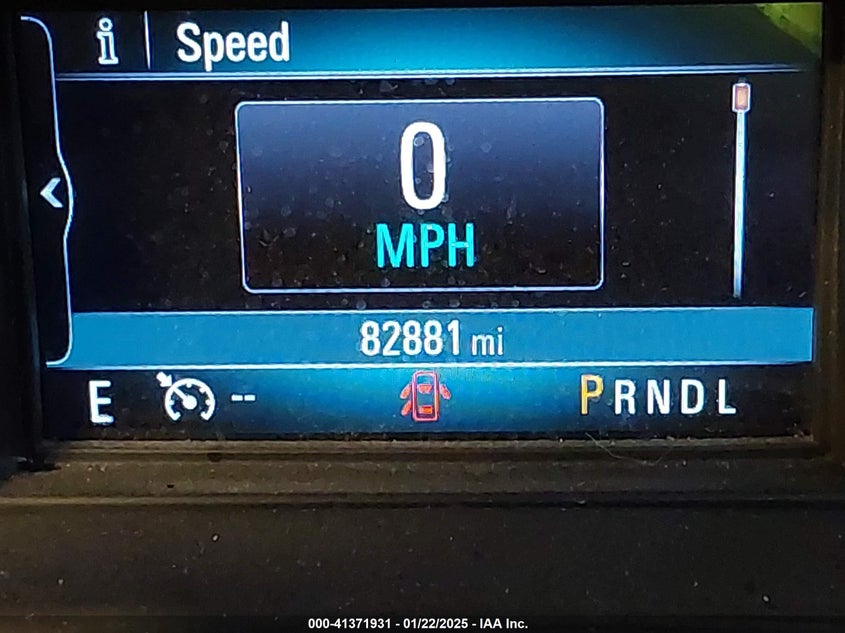 i Speed
0
MPH
82881 mi
E -- PRNDL
000-41371931 - 01/22/2025 - IAA Inc.